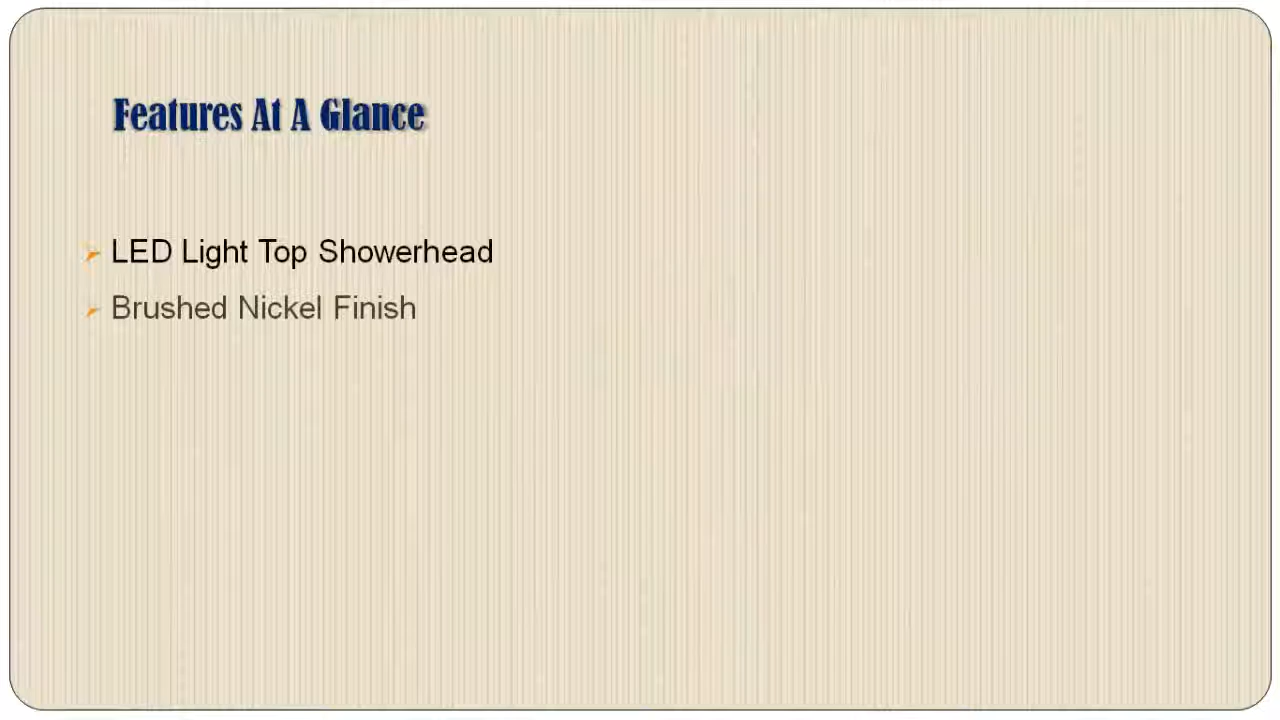 Features At A Glance
LED Light Top Showerhead
Brushed Nickel Finish